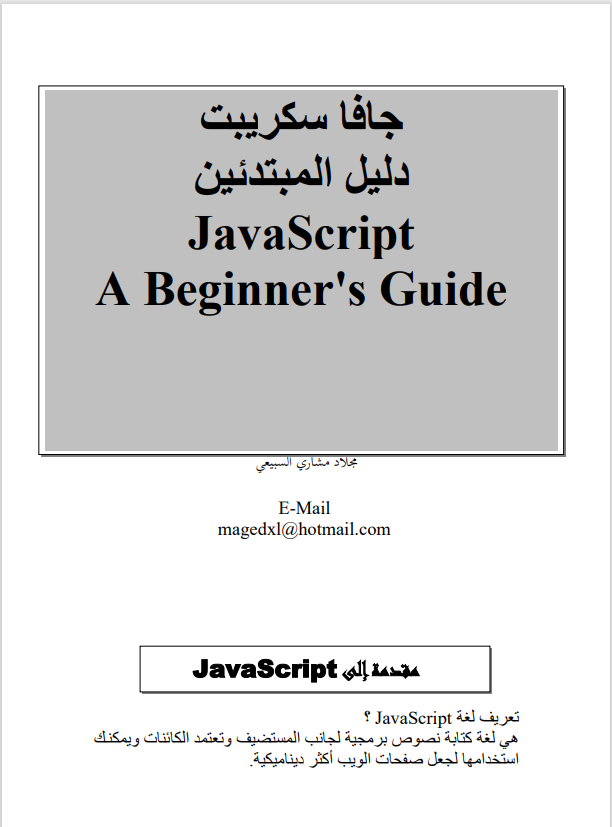 جافا سكريبت
دليل المبتدئين
JavaScript
A Beginner's Guide
مجلاد مشاري السبيعي
E-Mail
magedxl@hotmail.com
مقدمة إلى JavaScript
تعريف لغة JavaScript ؟
هي لغة كتابة نصوص برمجية لجانب المستضيف وتعتمد الكائنات ويمكنك
استخدامها لجعل صفحات الويب أكثر ديناميكية.